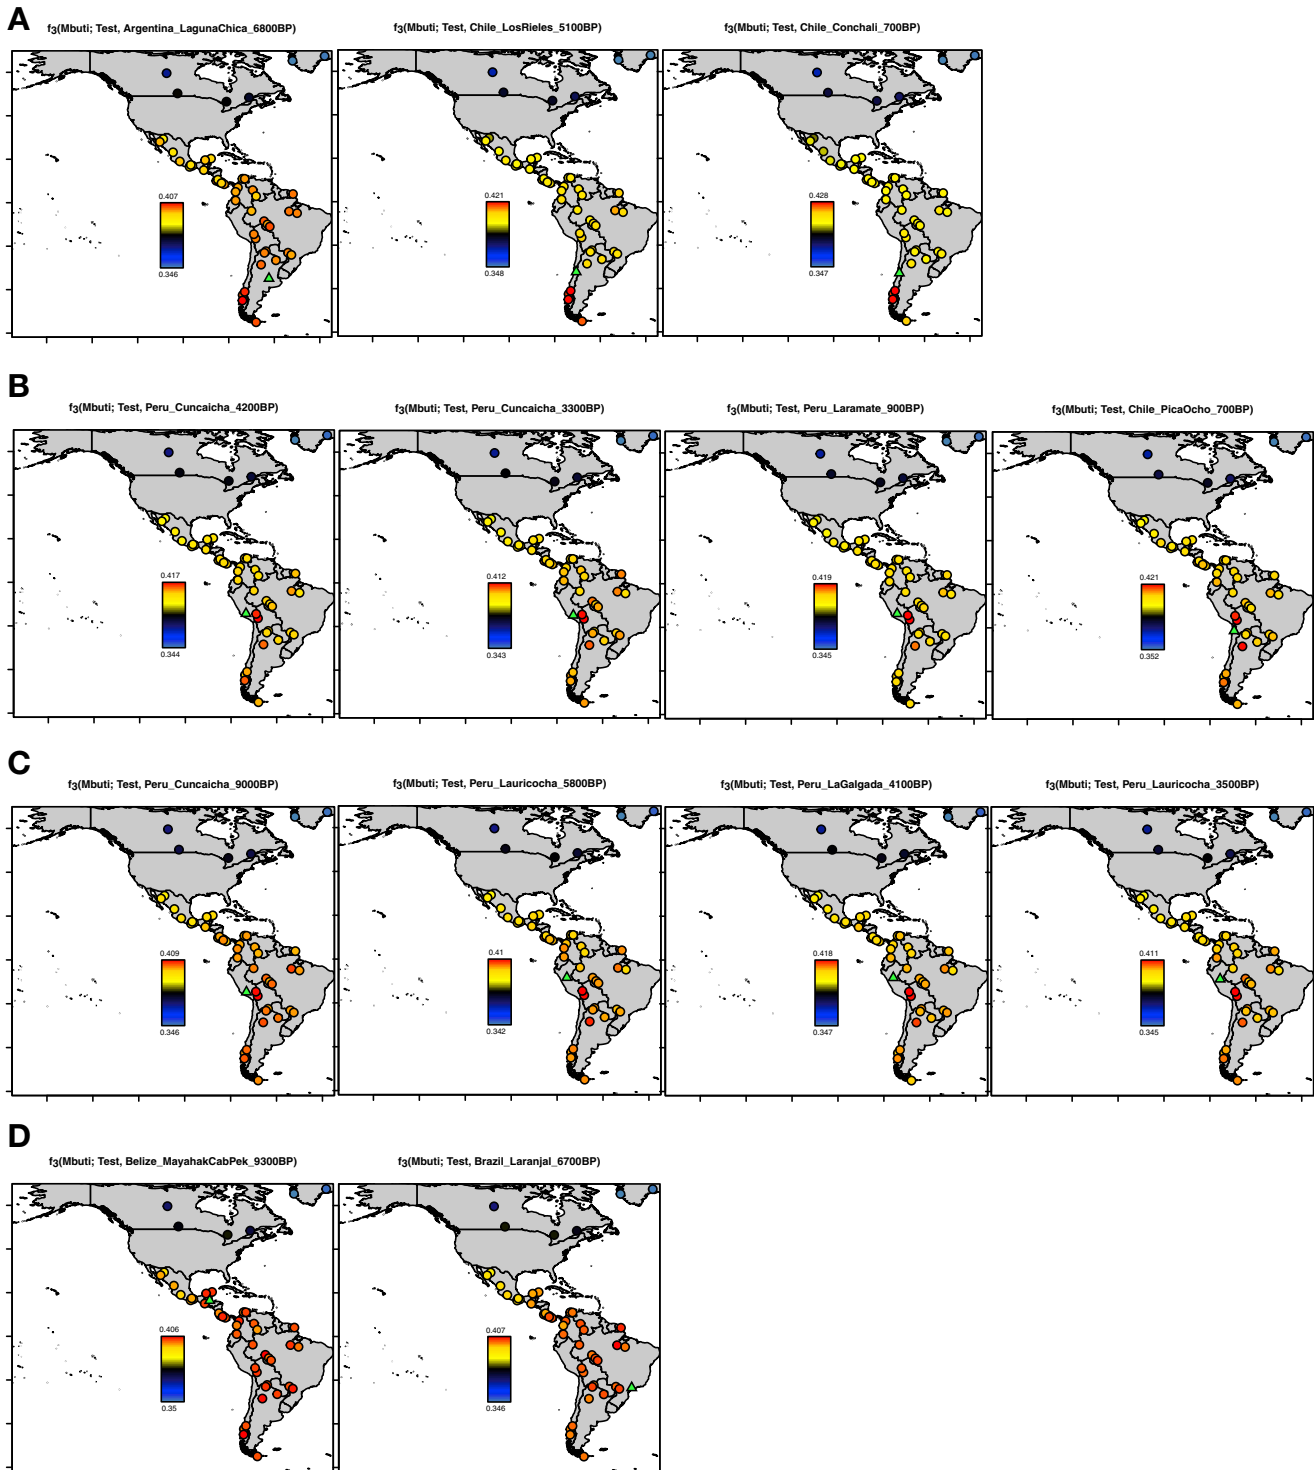 A
f3(Mbuti; Test, Argentina_LagunaChica_6800BP)
f3(Mbuti; Test, Chile_LosRieles_5100BP)
f3(Mbuti; Test, Chile_Conchali_700BP)
0.407
0.346
0.421
0.348
0.428
0.347
B
f3(Mbuti; Test, Peru_Cuncaicha_4200BP)
f3(Mbuti; Test, Peru_Cuncaicha_3300BP)
f3(Mbuti; Test, Peru_Laramate_900BP)
f3(Mbuti; Test, Chile_PicaOcho_700BP)
0.417
0.344
0.412
0.343
0.419
0.345
0.421
0.352
C
f3(Mbuti; Test, Peru_Cuncaicha_9000BP)
f3(Mbuti; Test, Peru_Lauricocha_5800BP)
f3(Mbuti; Test, Peru_LaGalgada_4100BP)
f3(Mbuti; Test, Peru_Lauricocha_3500BP)
0.409
0.346
0.41
0.342
0.418
0.347
0.411
0.345
D
f3(Mbuti; Test, Belize_MayahakCabPek_9300BP)
f3(Mbuti; Test, Brazil_Laranjal_6700BP)
0.406
0.35
0.407
0.346